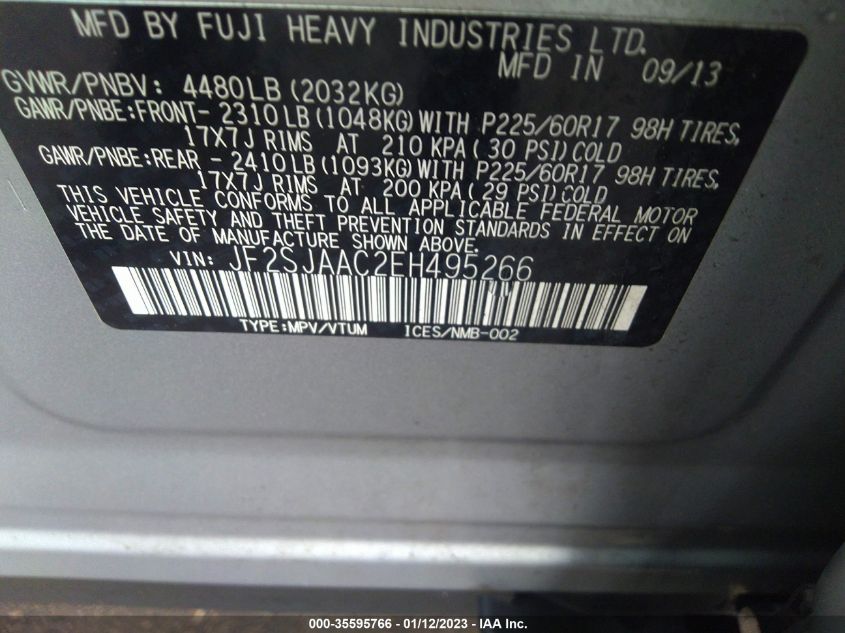 MFD BY FUJI HEAVY INDUSTRIES LTD.
MFD IN 09/13
GVWR/PNBV: 4480LB (2032KG)
GAWR/PNBE:FRONT- 2310LB(1048KG)WITH P225/60R17 98H TIRES,
17X7J RIMS AT 210 KPA( 30 PSI)COLD
GAWR/PNBE:REAR - 2410LB(1093KG)WITH P225/60R17 98H TIRES,
17X7J RIMS AT 200 KPA( 29 PSI)COLD
THIS VEHICLE CONFORMS TO ALL APPLICABLE FEDERAL MOTOR
VEHICLE SAFETY AND THEFT PREVENTION STANDARDS IN EFFECT ON
THE DATE OF MANUFACTURE SHOWN ABOVE.
VIN: JF2SJAAC2EH495266
TYPE:MPV/VTUM ICES/NMB-002
000-35595766 - 01/12/2023 - IAA Inc.